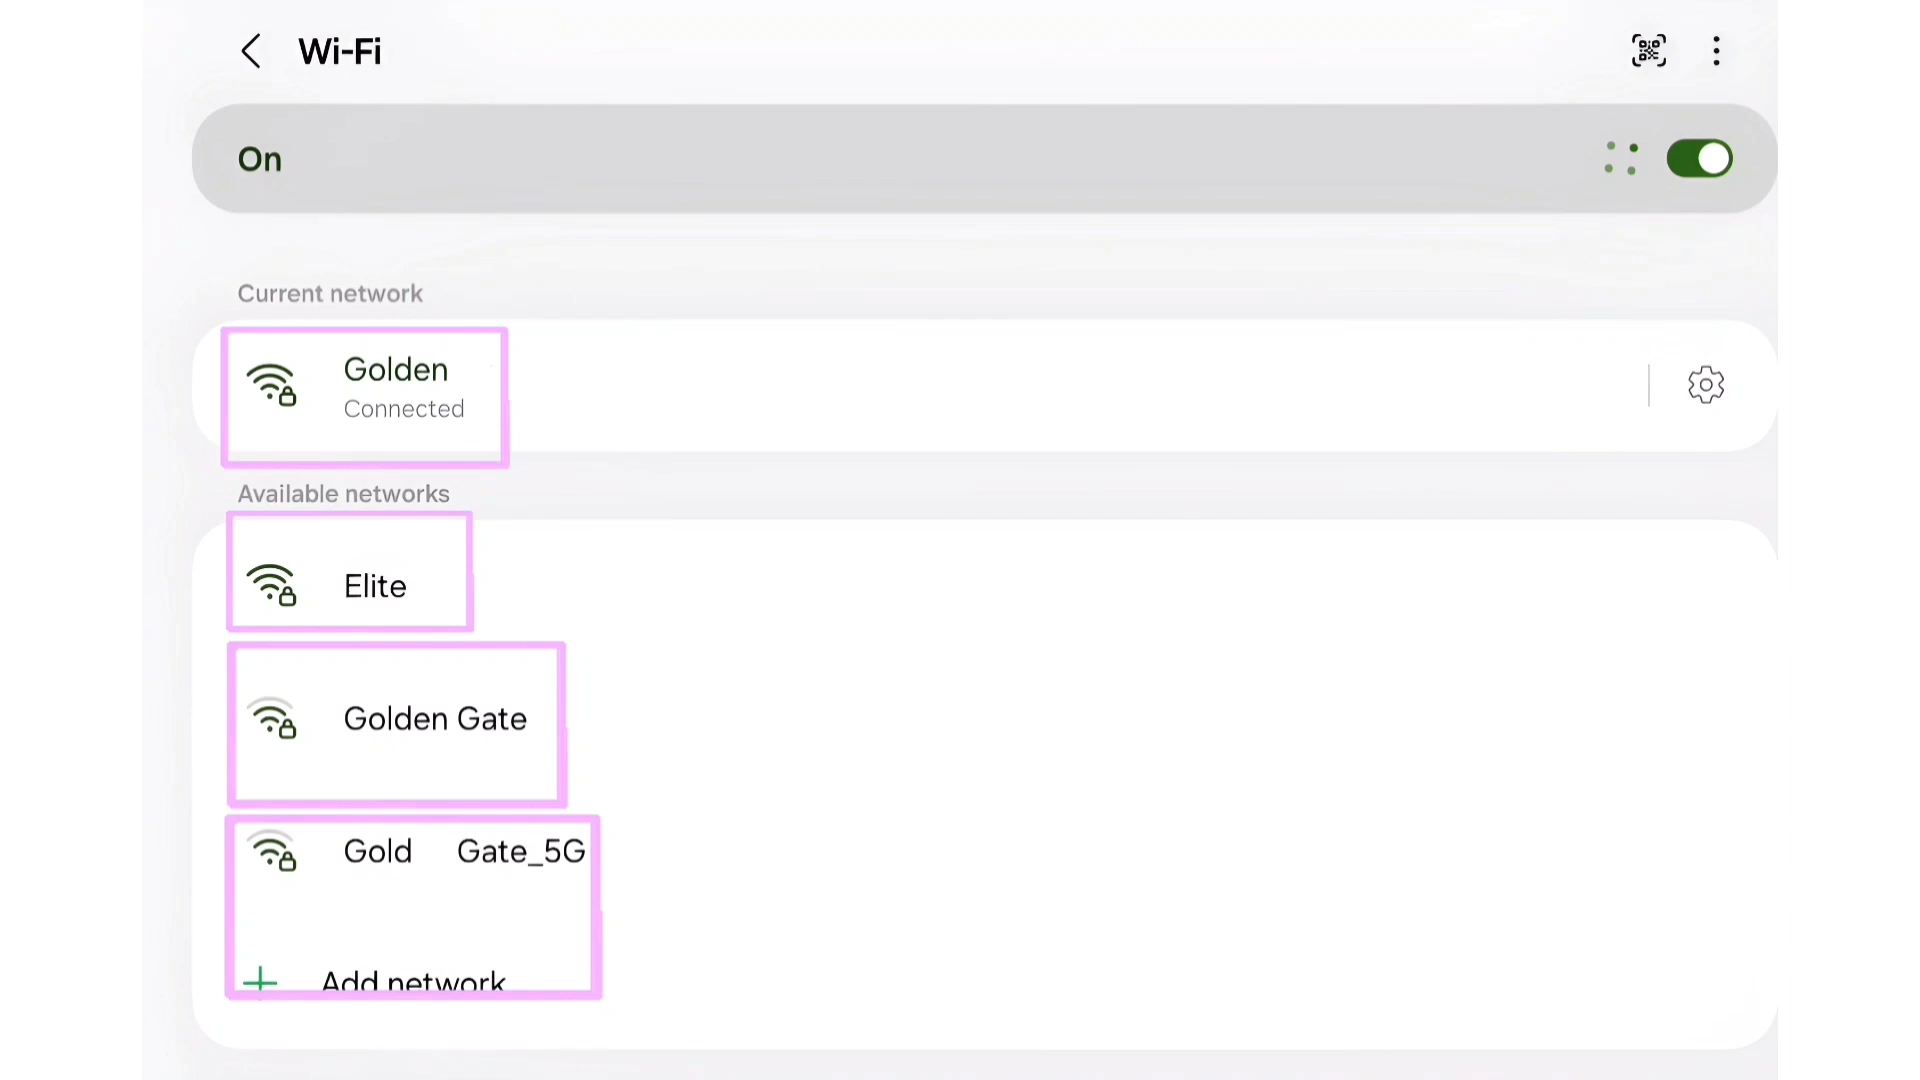 Wi-Fi
On
Current network
Golden
Connected
Available networks
Elite
Golden Gate
Gold Gate_5G
Add network